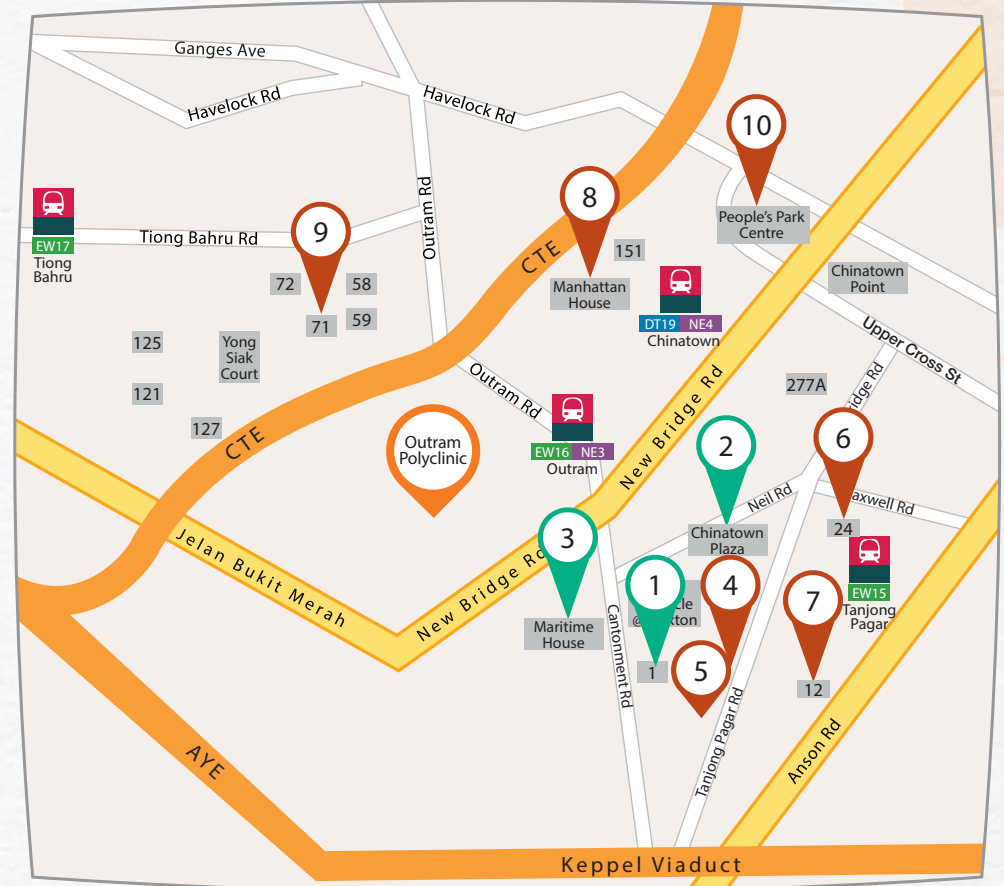 Ganges Ave
Havelock Rd
Havelock Rd
10
People's Park
Centre
8
CTE
151
Manhattan
House
EW17
Tiong
Bahru
Tiong Bahru Rd
9
Outram Rd
72
58
71
59
DT19 NE4
Chinatown
Chinatown
Point
Upper Cross St
125
121
127
Yong
Siak
Court
CTE
Outram Rd
277A
Outram
Polyclinic
EW16 NE3
Outram
New Bridge Rd
2
6
Neil Rd
Chinatown
Plaza
24
EW15
Tanjong
Pagar
Jelan Bukit Merah
New Bridge Rd
3
Maritime
House
1
1
4
5
7
12
Cantonment Rd
Tanjong Pagar Rd
Anson Rd
AYE
Keppel Viaduct